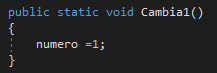 public static void Cambia1()
{
numero =1;
}